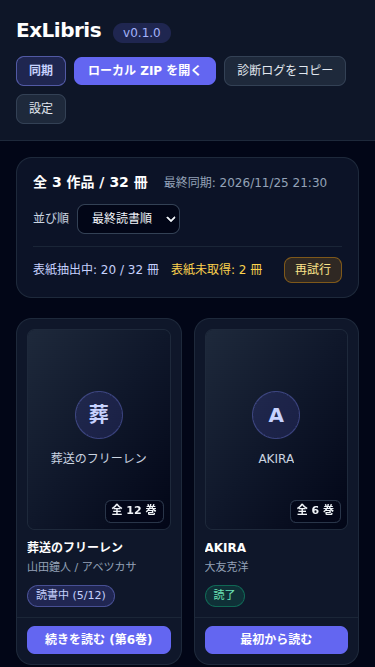 ExLibris v0.1.0
同期 ローカル ZIP を開く 診断ログをコピー
設定
全 3 作品 / 32 冊 最終同期: 2026/11/25 21:30
並び順 最終読書順
表紙抽出中: 20 / 32 冊 表紙未取得: 2 冊 再試行
葬
葬送のフリーレン
全 12 巻
葬送のフリーレン
山田鐘人 / アベツカサ
読書中 (5/12)
続きを読む (第6巻)
A
AKIRA
全 6 巻
AKIRA
大友克洋
読了
最初から読む